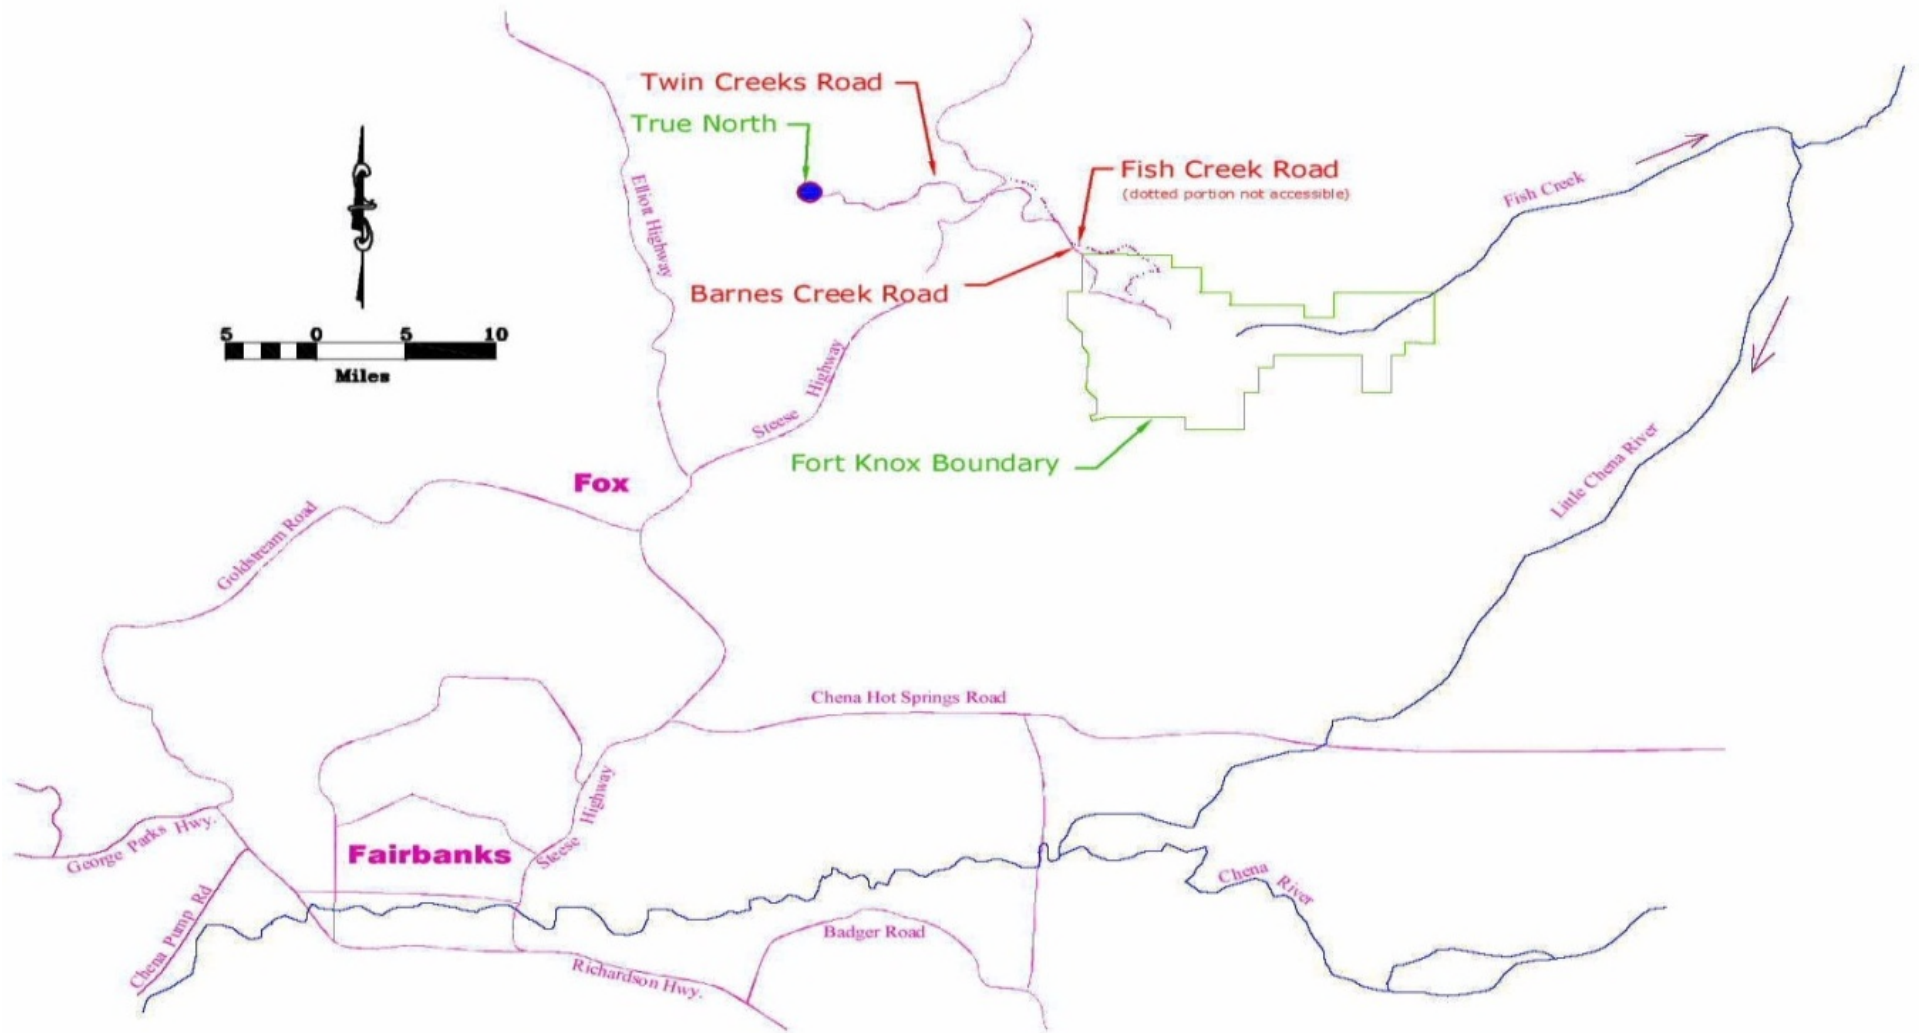 Twin Creeks Road
True North
Fish Creek Road
(dotted portion not accessible)
Fish Creek
Elliott Highway
Barnes Creek Road
5 0 5 10
Miles
Steese Highway
Fort Knox Boundary
Little Chena River
Fox
Goldstream Road
Chena Hot Springs Road
Steese Highway
George Parks Hwy.
Fairbanks
Chena River
Chena Pump Rd
Badger Road
Richardson Hwy.